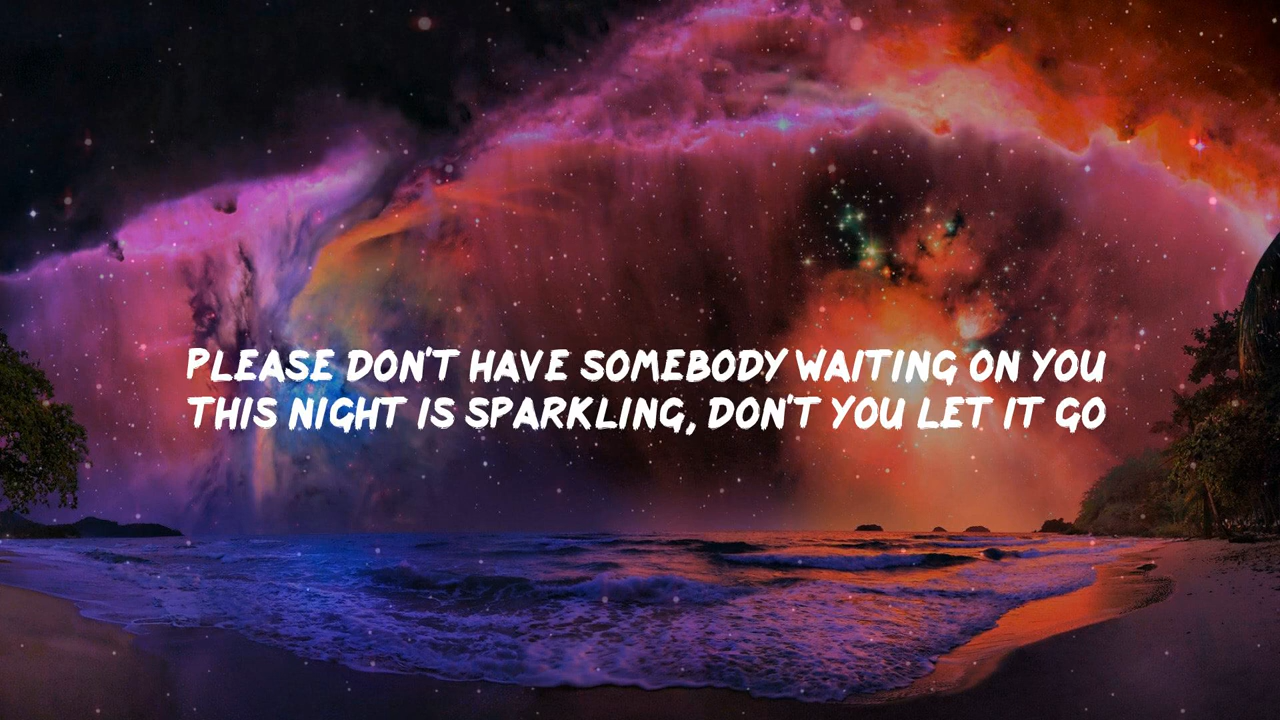 PLEASE DON'T HAVE SOMEBODY WAITING ON YOU
THIS NIGHT IS SPARKLING, DON'T YOU LET IT GO